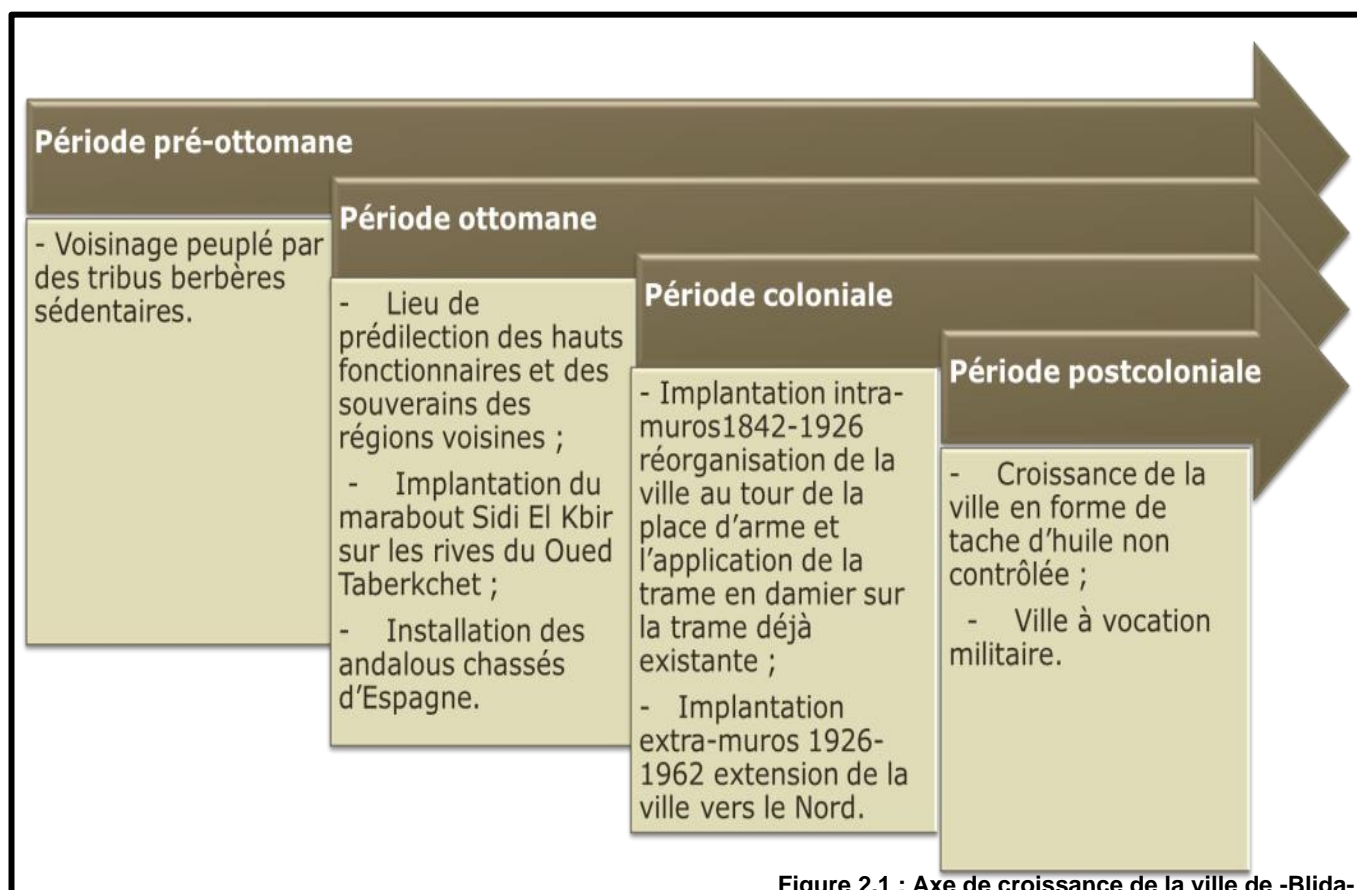 Période pré-ottomane
- Voisinage peuplé par
des tribus berbères
sédentaires.
Période ottomane
- Lieu de
prédilection des hauts
fonctionnaires et des
souverains des
régions voisines ;
- Implantation du
marabout Sidi El Kbir
sur les rives du Oued
Taberkchet ;
- Installation des
andalous chassés
d’Espagne.
Période coloniale
- Implantation intra-
muros1842-1926
réorganisation de la
ville au tour de la
place d’arme et
l’application de la
trame en damier sur
la trame déjà
existante ;
- Implantation
extra-muros 1926-
1962 extension de la
ville vers le Nord.
Période postcoloniale
- Croissance de la
ville en forme de
tache d’huile non
contrôlée ;
- Ville à vocation
militaire.
Figure 2.1 : Axe de croissance de la ville de -Blida-